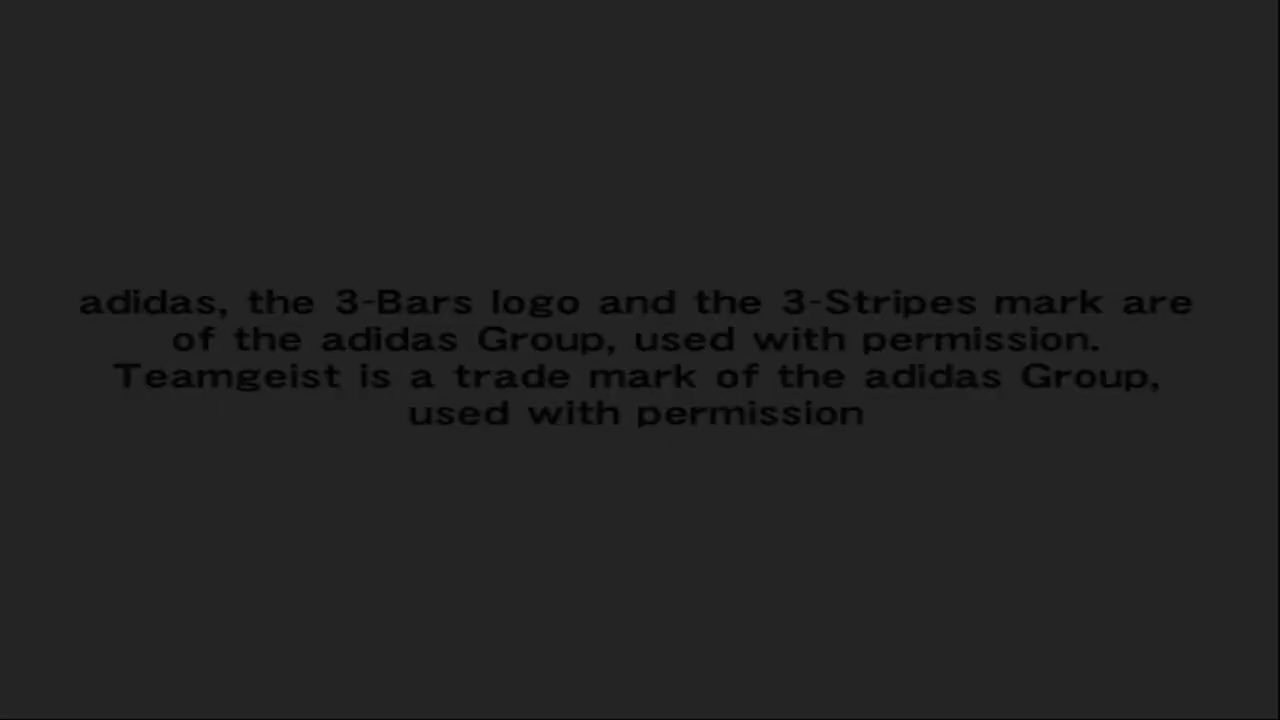 adidas, the 3-Bars logo and the 3-Stripes mark are
of the adidas Group, used with permission.
Teamgeist is a trade mark of the adidas Group,
used with permission